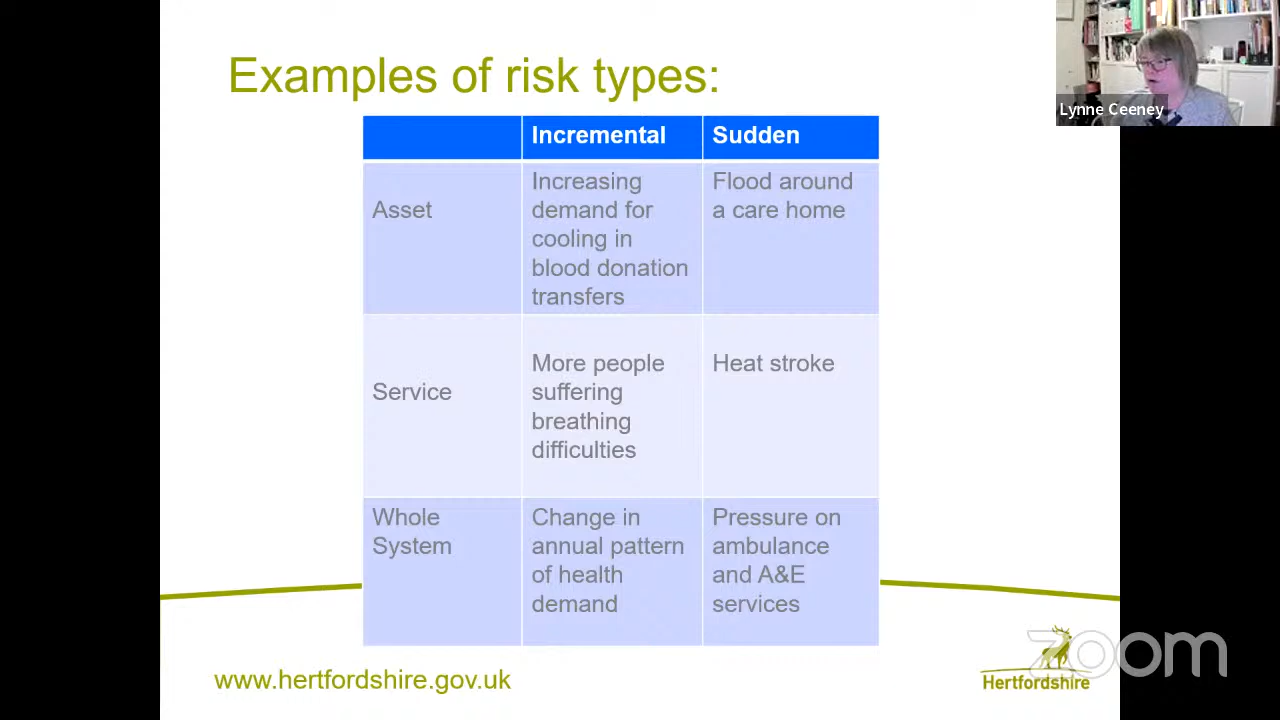 Examples of risk types:
Lynne Ceeney
Incremental
Sudden
Asset
Increasing
demand for
cooling in
blood donation
transfers
Flood around
a care home
Service
More people
suffering
breathing
difficulties
Heat stroke
Whole
System
Change in
annual pattern
of health
demand
Pressure on
ambulance
and A&E
services
www.hertfordshire.gov.uk
Hertfordshire
zoom